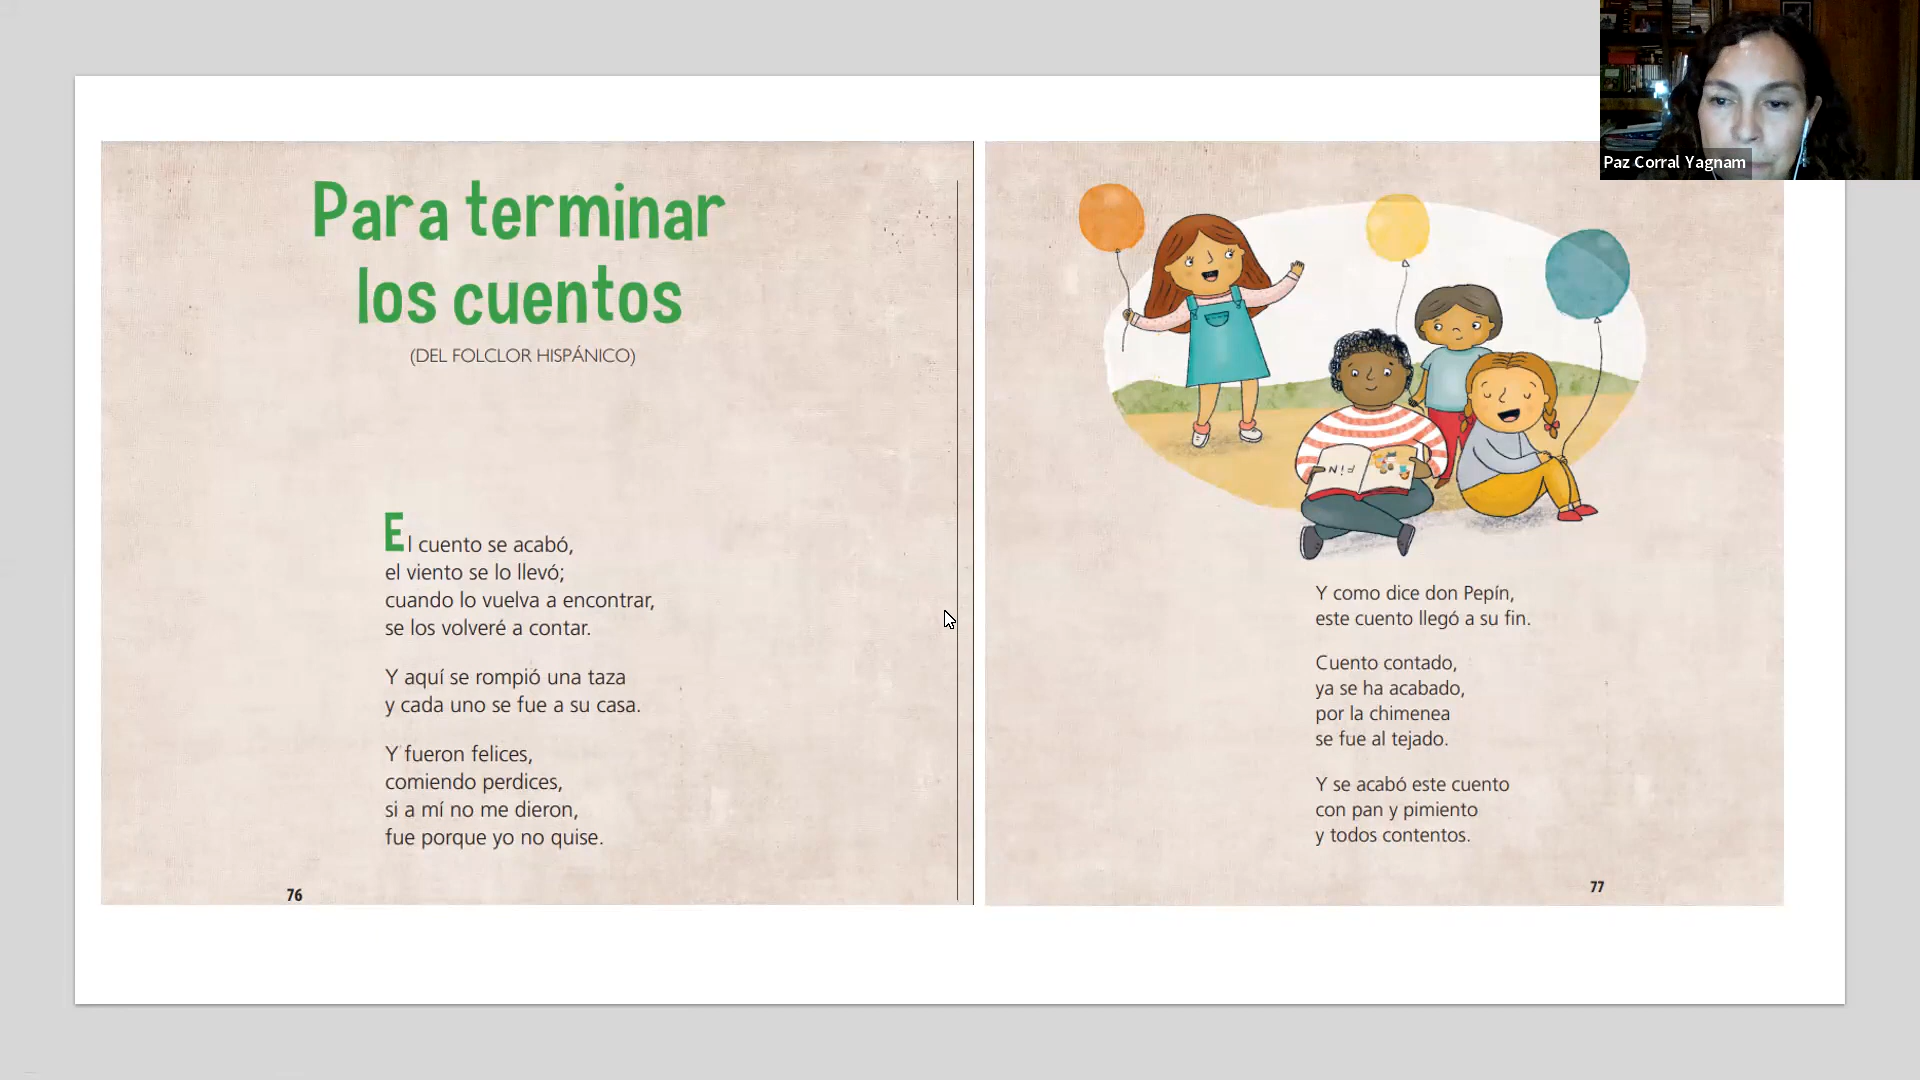 Para terminar
los cuentos
(DEL FOLCLOR HISPÁNICO)
El cuento se acabó,
el viento se lo llevó;
cuando lo vuelva a encontrar,
se los volveré a contar.
Y aquí se rompió una taza
y cada uno se fue a su casa.
Y fueron felices,
comiendo perdices,
si a mí no me dieron,
fue porque yo no quise.
76
FIN
Y como dice don Pepín,
este cuento llegó a su fin.
Cuento contado,
ya se ha acabado,
por la chimenea
se fue al tejado.
Y se acabó este cuento
con pan y pimiento
y todos contentos.
77
Paz Corral Yagnam